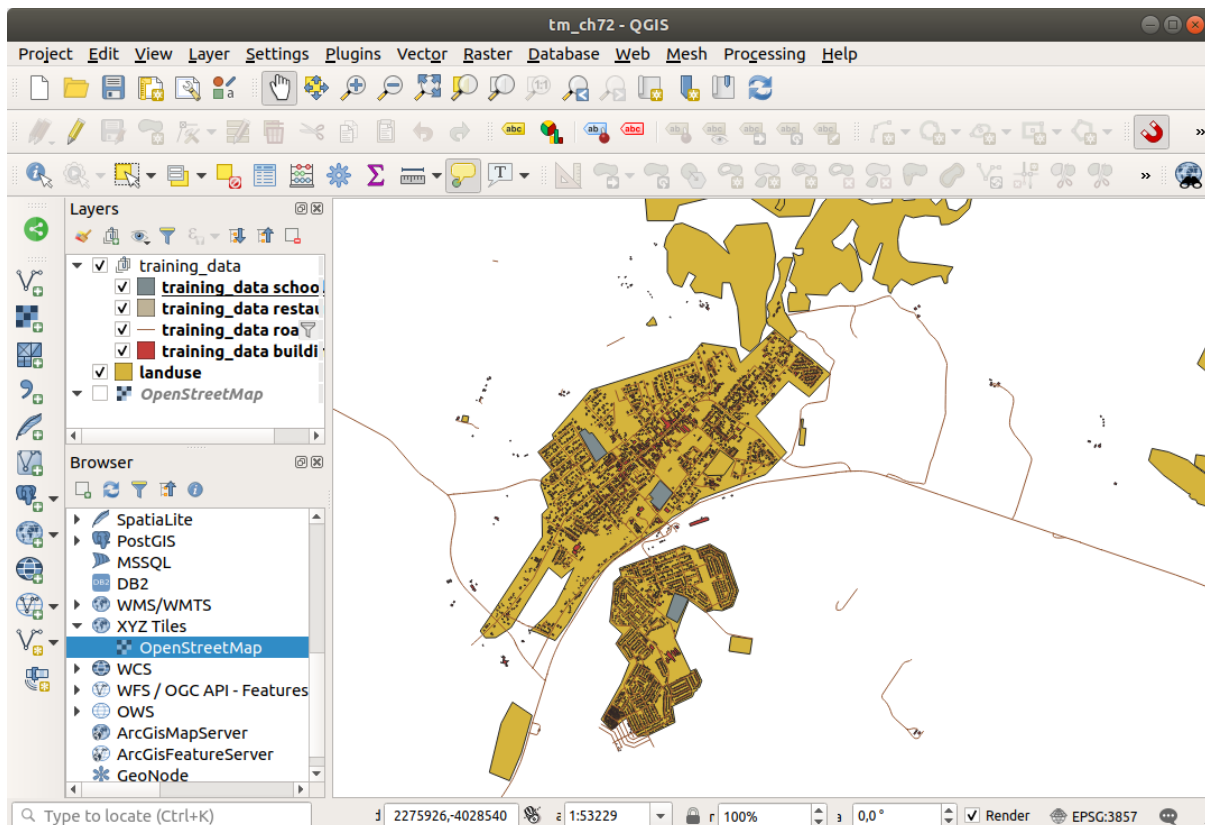 tm_ch72 - QGIS
Project Edit View Layer Settings Plugins Vector Raster Database Web Mesh Processing Help
abc abc abc
Layers
training_data
training_data schoo
training_data restau
training_data roa
training_data buildi
landuse
OpenStreetMap
Browser
SpatiaLite
PostGIS
MSSQL
DB2
WMS/WMTS
XYZ Tiles
OpenStreetMap
WCS
WFS / OGC API - Features
OWS
ArcGisMapServer
ArcGisFeatureServer
GeoNode
Type to locate (Ctrl+K) 2275926,-4028540 1:53229 100% 0,0 ° Render EPSG:3857